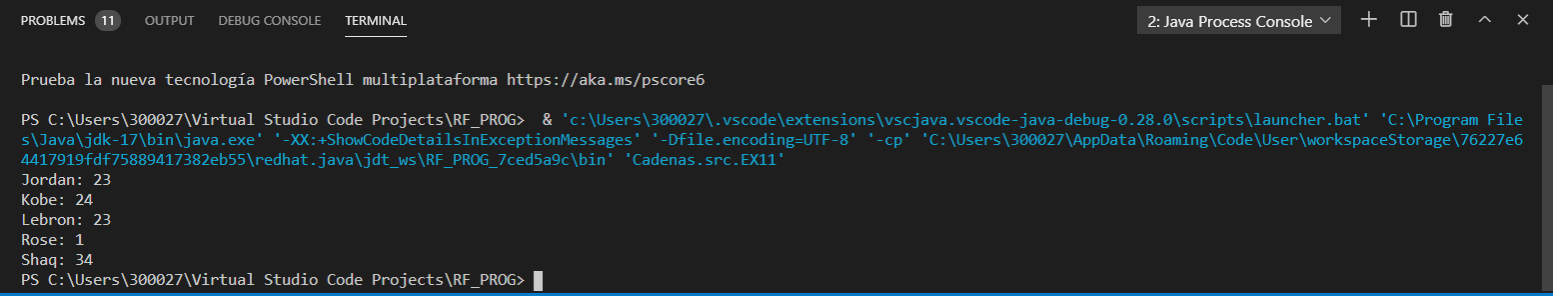 PROBLEMS 11 OUTPUT DEBUG CONSOLE TERMINAL 2: Java Process Console
Prueba la nueva tecnología PowerShell multiplataforma https://aka.ms/pscore6
PS C:\Users\300027\Virtual Studio Code Projects\RF_PROG>  & 'c:\Users\300027\.vscode\extensions\vscjava.vscode-java-debug-0.28.0\scripts\launcher.bat' 'C:\Program File
s\Java\jdk-17\bin\java.exe' '-XX:+ShowCodeDetailsInExceptionMessages' '-Dfile.encoding=UTF-8' '-cp' 'C:\Users\300027\AppData\Roaming\Code\User\workspaceStorage\76227e6
4417919fdf75889417382eb55\redhat.java\jdt_ws\RF_PROG_7ced5a9c\bin' 'Cadenas.src.EX11'
Jordan: 23
Kobe: 24
Lebron: 23
Rose: 1
Shaq: 34
PS C:\Users\300027\Virtual Studio Code Projects\RF_PROG>